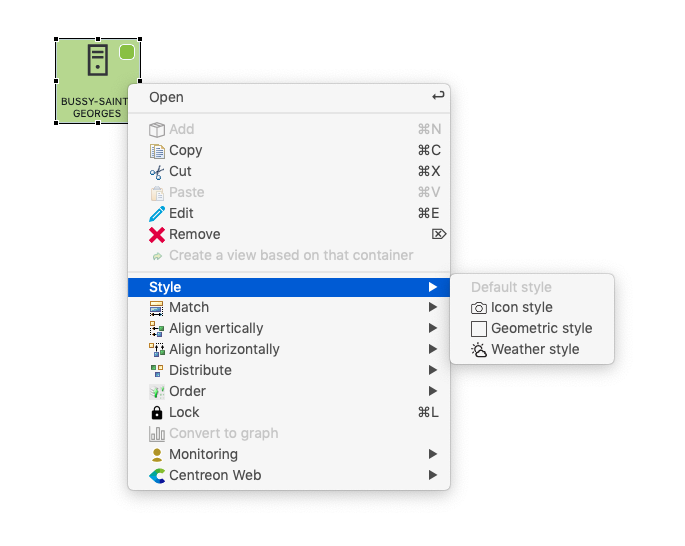 BUSSY-SAINT
GEORGES
Open ↩
Add ⌘N
Copy ⌘C
Cut ⌘X
Paste ⌘V
Edit ⌘E
Remove ⌦
Create a view based on that container
Style
Default style
Match
Icon style
Align vertically
Geometric style
Align horizontally
Weather style
Distribute
Order
Lock ⌘L
Convert to graph
Monitoring
Centreon Web